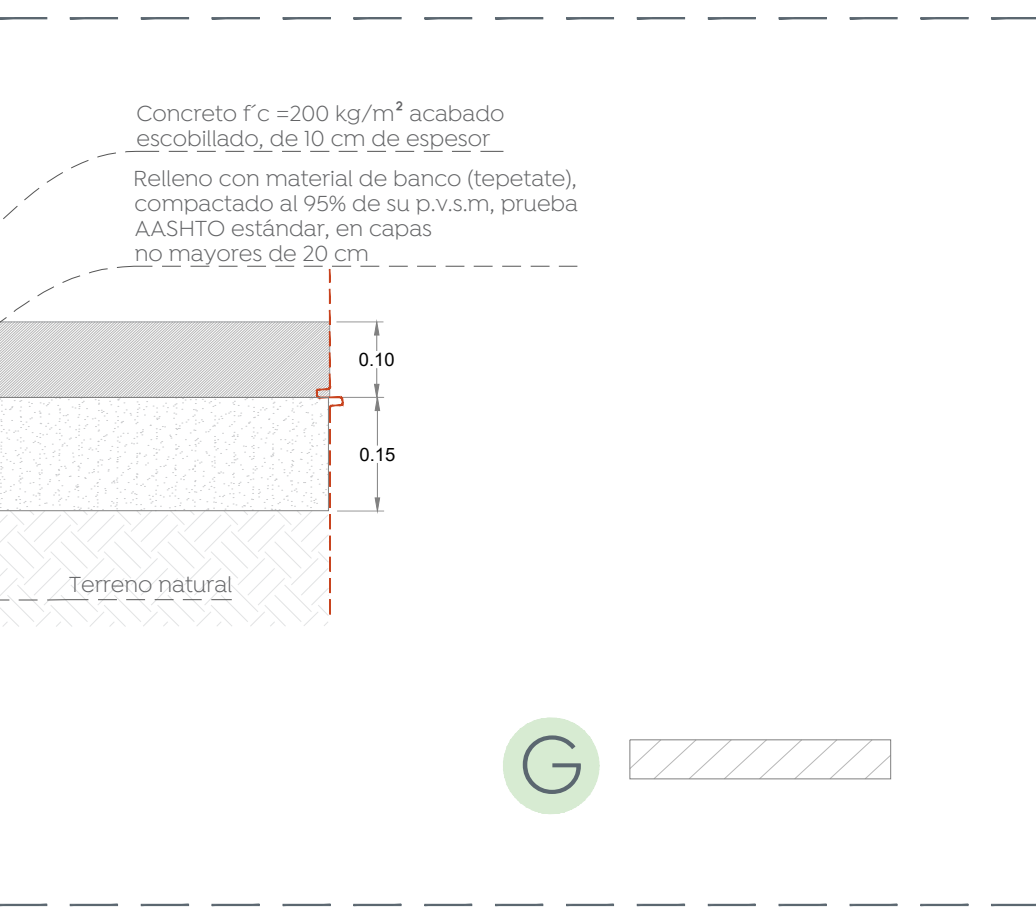 Concreto f´c =200 kg/m² acabado
escobillado, de 10 cm de espesor
Relleno con material de banco (tepetate),
compactado al 95% de su p.v.s.m, prueba
AASHTO estándar, en capas
no mayores de 20 cm
0.10
0.15
Terreno natural
G